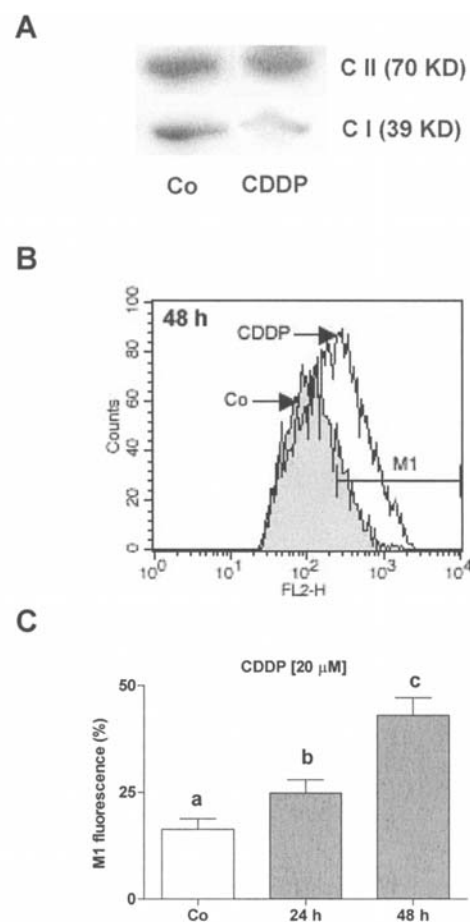 A
C II (70 KD)
C I (39 KD)
Co CDDP
B
48 h
CDDP
Co
M1
Counts
100
80
60
40
20
0
10^0 10^1 10^2 10^3 10^4
FL2-H
C
CDDP [20 µM]
M1 fluorescence (%)
50
25
0
a
b
c
Co 24 h 48 h